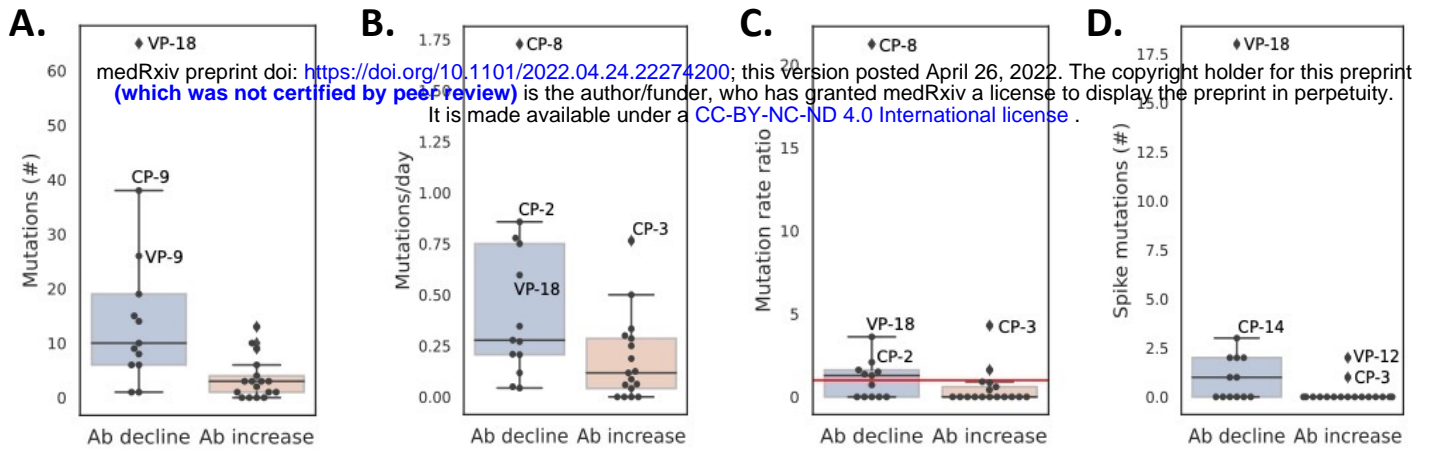 A.
B.
C.
D.
medRxiv preprint doi: https://doi.org/10.1101/2022.04.24.22274200; this version posted April 26, 2022. The copyright holder for this preprint
(which was not certified by peer review) is the author/funder, who has granted medRxiv a license to display the preprint in perpetuity.
It is made available under a CC-BY-NC-ND 4.0 International license .
Mutations (#)
60
50
40
30
20
10
0
VP-18
CP-9
VP-9
Ab decline Ab increase
Mutations/day
1.75
1.50
1.25
1.00
0.75
0.50
0.25
0.00
CP-8
CP-2
CP-3
VP-18
Ab decline Ab increase
Mutation rate ratio
20
15
10
5
0
CP-8
VP-18
CP-3
CP-2
Ab decline Ab increase
Spike mutations (#)
17.5
15.0
12.5
10.0
7.5
5.0
2.5
0.0
VP-18
CP-14
VP-12
CP-3
Ab decline Ab increase